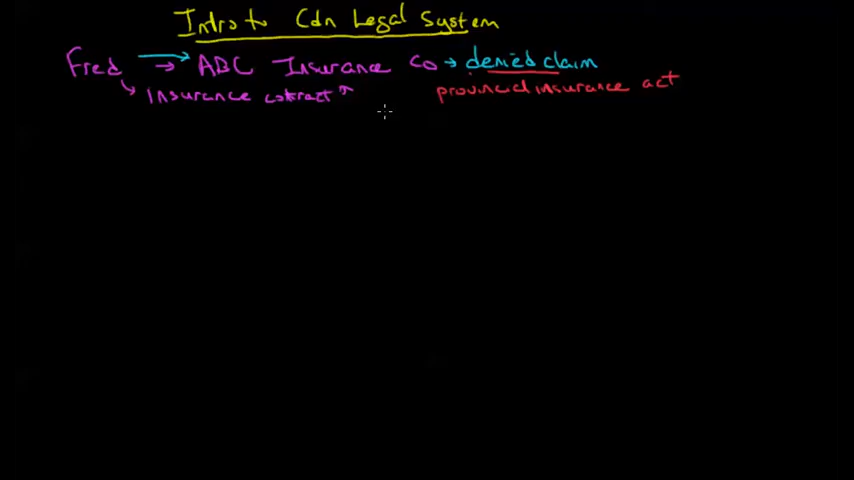 Intro to Cdn Legal System
Fred → → ABC Insurance Co → denied claim
↳ insurance contract ↗ provincial insurance act